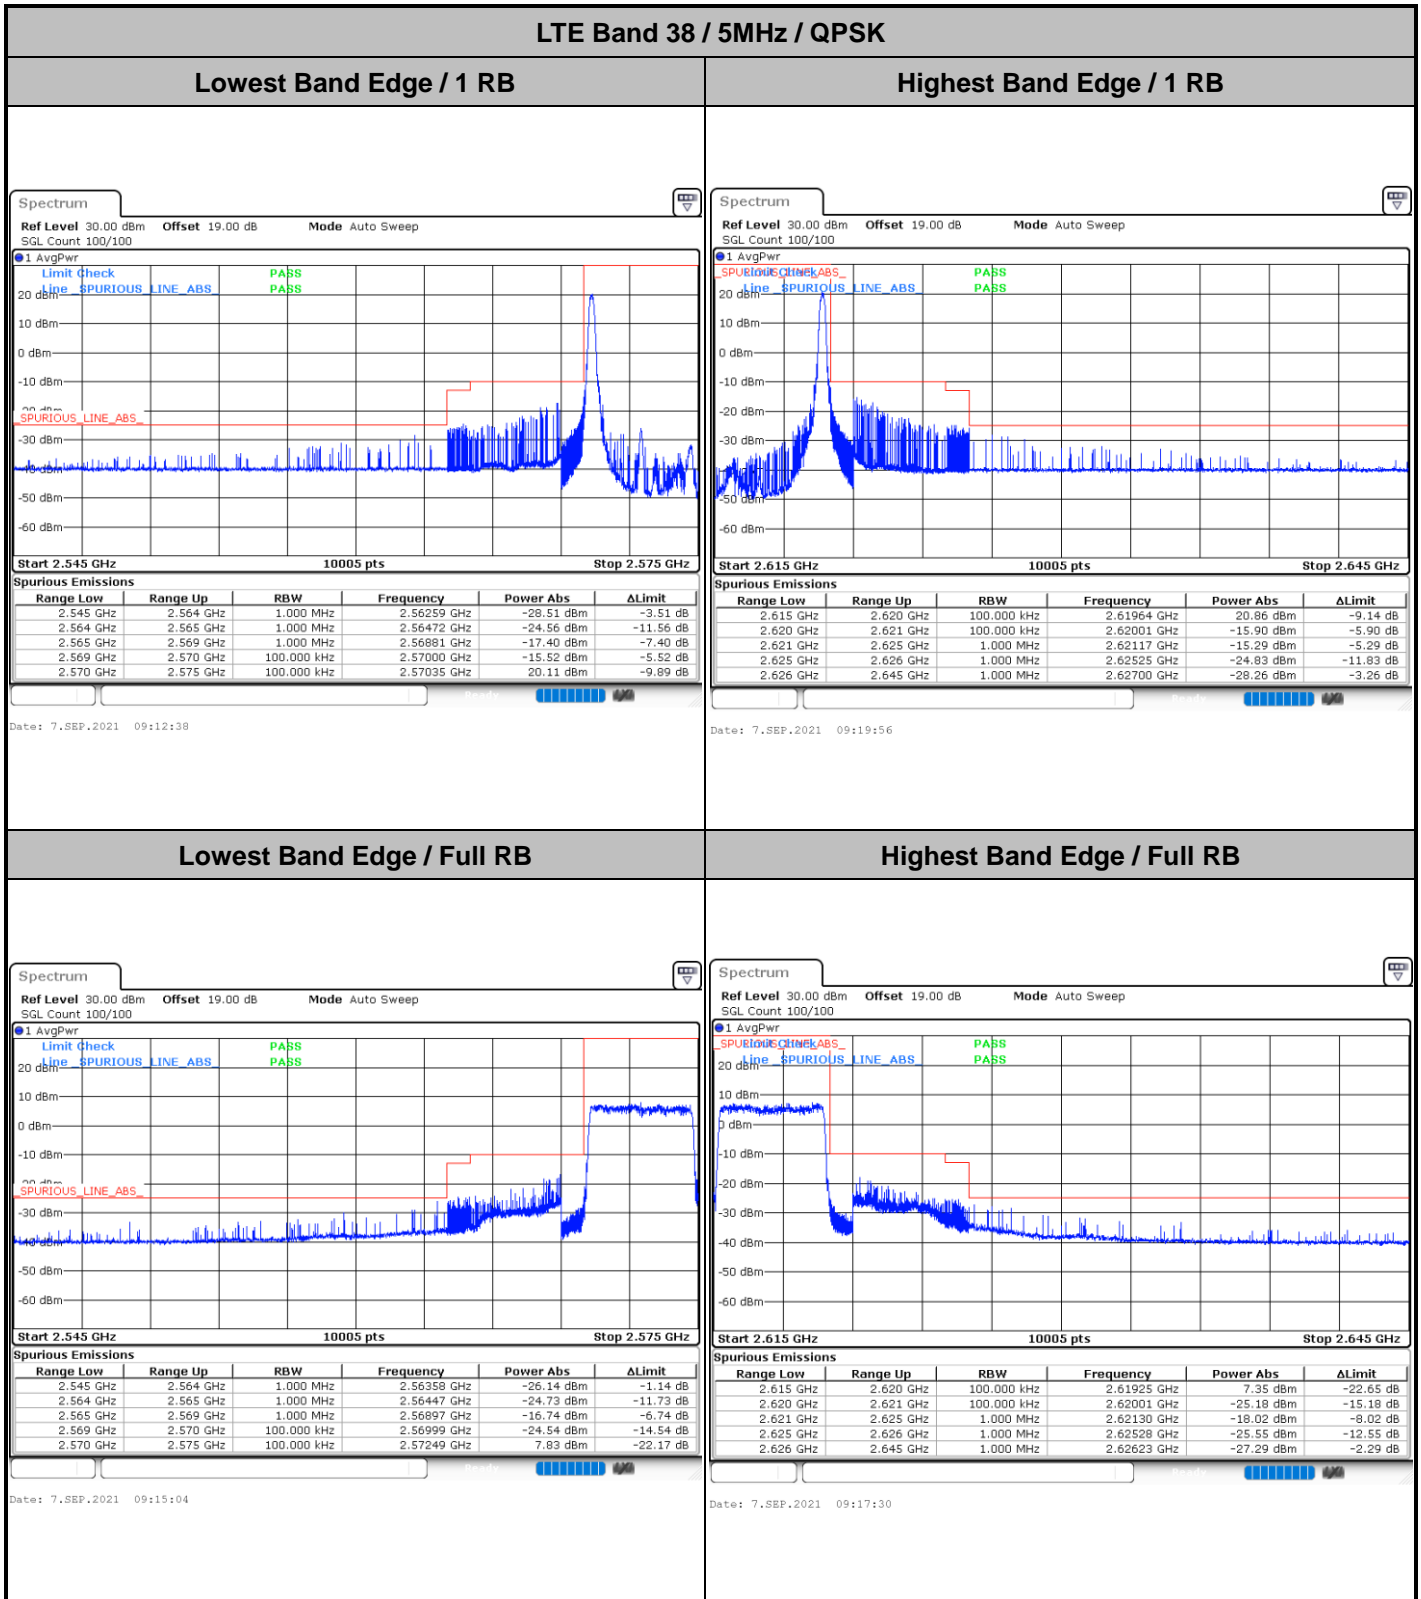 LTE Band 38 / 5MHz / QPSK
Lowest Band Edge / 1 RB
Highest Band Edge / 1 RB
Spectrum
Ref Level 30.00 dBm Offset 19.00 dB Mode Auto Sweep
SGL Count 100/100
1 AvgPwr
Limit Check PASS
Line _SPURIOUS_LINE_ABS_ PASS
20 dBm
10 dBm
0 dBm
-10 dBm
-20 dBm
_SPURIOUS_LINE_ABS_
-30 dBm
-40 dBm
-50 dBm
-60 dBm
Start 2.545 GHz 10005 pts Stop 2.575 GHz
Spurious Emissions
Range Low Range Up RBW Frequency Power Abs ΔLimit
2.545 GHz 2.564 GHz 1.000 MHz 2.56259 GHz -28.51 dBm -3.51 dB
2.564 GHz 2.565 GHz 1.000 MHz 2.56472 GHz -24.56 dBm -11.56 dB
2.565 GHz 2.569 GHz 1.000 MHz 2.56881 GHz -17.40 dBm -7.40 dB
2.569 GHz 2.570 GHz 100.000 kHz 2.57000 GHz -15.52 dBm -5.52 dB
2.570 GHz 2.575 GHz 100.000 kHz 2.57035 GHz 20.11 dBm -9.89 dB
Ready
Date: 7.SEP.2021 09:12:38
Spectrum
Ref Level 30.00 dBm Offset 19.00 dB Mode Auto Sweep
SGL Count 100/100
1 AvgPwr
_SPURIOUS_LINE_ABS_
Limit Check PASS
Line _SPURIOUS_LINE_ABS_ PASS
20 dBm
10 dBm
0 dBm
-10 dBm
-20 dBm
-30 dBm
-40 dBm
-50 dBm
-60 dBm
Start 2.615 GHz 10005 pts Stop 2.645 GHz
Spurious Emissions
Range Low Range Up RBW Frequency Power Abs ΔLimit
2.615 GHz 2.620 GHz 100.000 kHz 2.61964 GHz 20.86 dBm -9.14 dB
2.620 GHz 2.621 GHz 100.000 kHz 2.62001 GHz -15.90 dBm -5.90 dB
2.621 GHz 2.625 GHz 1.000 MHz 2.62117 GHz -15.29 dBm -5.29 dB
2.625 GHz 2.626 GHz 1.000 MHz 2.62525 GHz -24.83 dBm -11.83 dB
2.626 GHz 2.645 GHz 1.000 MHz 2.62700 GHz -28.26 dBm -3.26 dB
Ready
Date: 7.SEP.2021 09:19:56
Lowest Band Edge / Full RB
Highest Band Edge / Full RB
Spectrum
Ref Level 30.00 dBm Offset 19.00 dB Mode Auto Sweep
SGL Count 100/100
1 AvgPwr
Limit Check PASS
Line _SPURIOUS_LINE_ABS_ PASS
20 dBm
10 dBm
0 dBm
-10 dBm
-20 dBm
_SPURIOUS_LINE_ABS_
-30 dBm
-40 dBm
-50 dBm
-60 dBm
Start 2.545 GHz 10005 pts Stop 2.575 GHz
Spurious Emissions
Range Low Range Up RBW Frequency Power Abs ΔLimit
2.545 GHz 2.564 GHz 1.000 MHz 2.56358 GHz -26.14 dBm -1.14 dB
2.564 GHz 2.565 GHz 1.000 MHz 2.56447 GHz -24.73 dBm -11.73 dB
2.565 GHz 2.569 GHz 1.000 MHz 2.56897 GHz -16.74 dBm -6.74 dB
2.569 GHz 2.570 GHz 100.000 kHz 2.56999 GHz -24.54 dBm -14.54 dB
2.570 GHz 2.575 GHz 100.000 kHz 2.57249 GHz 7.83 dBm -22.17 dB
Ready
Date: 7.SEP.2021 09:15:04
Spectrum
Ref Level 30.00 dBm Offset 19.00 dB Mode Auto Sweep
SGL Count 100/100
1 AvgPwr
_SPURIOUS_LINE_ABS_
Limit Check PASS
Line _SPURIOUS_LINE_ABS_ PASS
20 dBm
10 dBm
0 dBm
-10 dBm
-20 dBm
-30 dBm
-40 dBm
-50 dBm
-60 dBm
Start 2.615 GHz 10005 pts Stop 2.645 GHz
Spurious Emissions
Range Low Range Up RBW Frequency Power Abs ΔLimit
2.615 GHz 2.620 GHz 100.000 kHz 2.61925 GHz 7.35 dBm -22.65 dB
2.620 GHz 2.621 GHz 100.000 kHz 2.62001 GHz -25.18 dBm -15.18 dB
2.621 GHz 2.625 GHz 1.000 MHz 2.62130 GHz -18.02 dBm -8.02 dB
2.625 GHz 2.626 GHz 1.000 MHz 2.62528 GHz -25.55 dBm -12.55 dB
2.626 GHz 2.645 GHz 1.000 MHz 2.62623 GHz -27.29 dBm -2.29 dB
Ready
Date: 7.SEP.2021 09:17:30